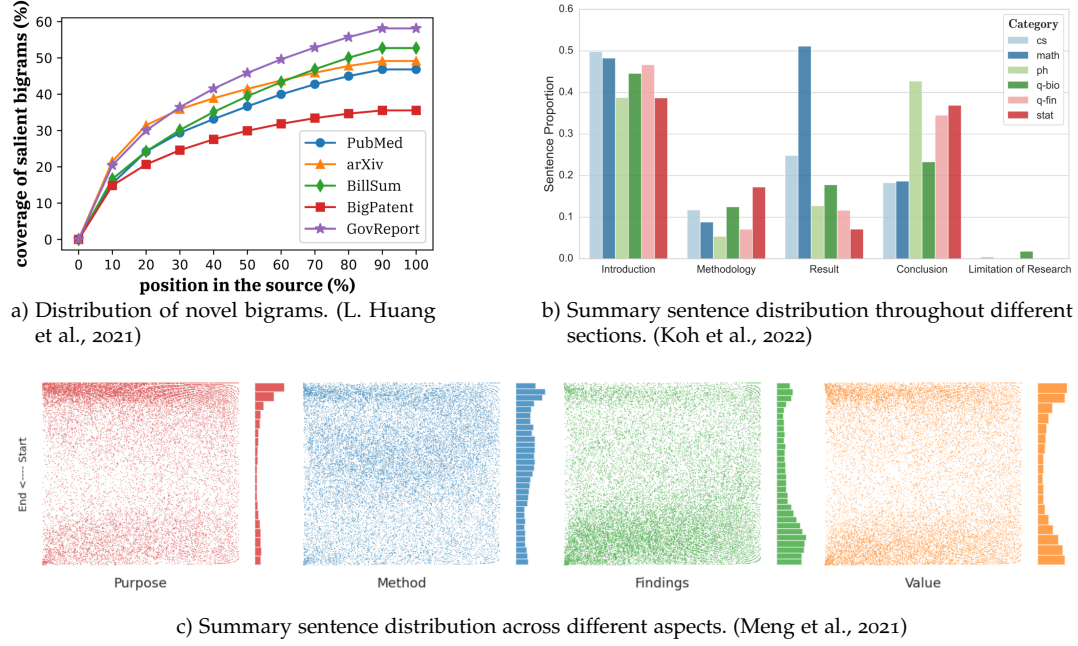 60
50
40
30
20
10
0
coverage of salient bigrams (%)
PubMed
arXiv
BillSum
BigPatent
GovReport
0 10 20 30 40 50 60 70 80 90 100
position in the source (%)
a) Distribution of novel bigrams. (L. Huang
et al., 2021)
0.6
0.5
0.4
0.3
0.2
0.1
0.0
Sentence Proportion
Category
cs
math
ph
q-bio
q-fin
stat
Introduction Methodology Result Conclusion Limitation of Research
b) Summary sentence distribution throughout different
sections. (Koh et al., 2022)
End <---- Start
Purpose Method Findings Value
c) Summary sentence distribution across different aspects. (Meng et al., 2021)